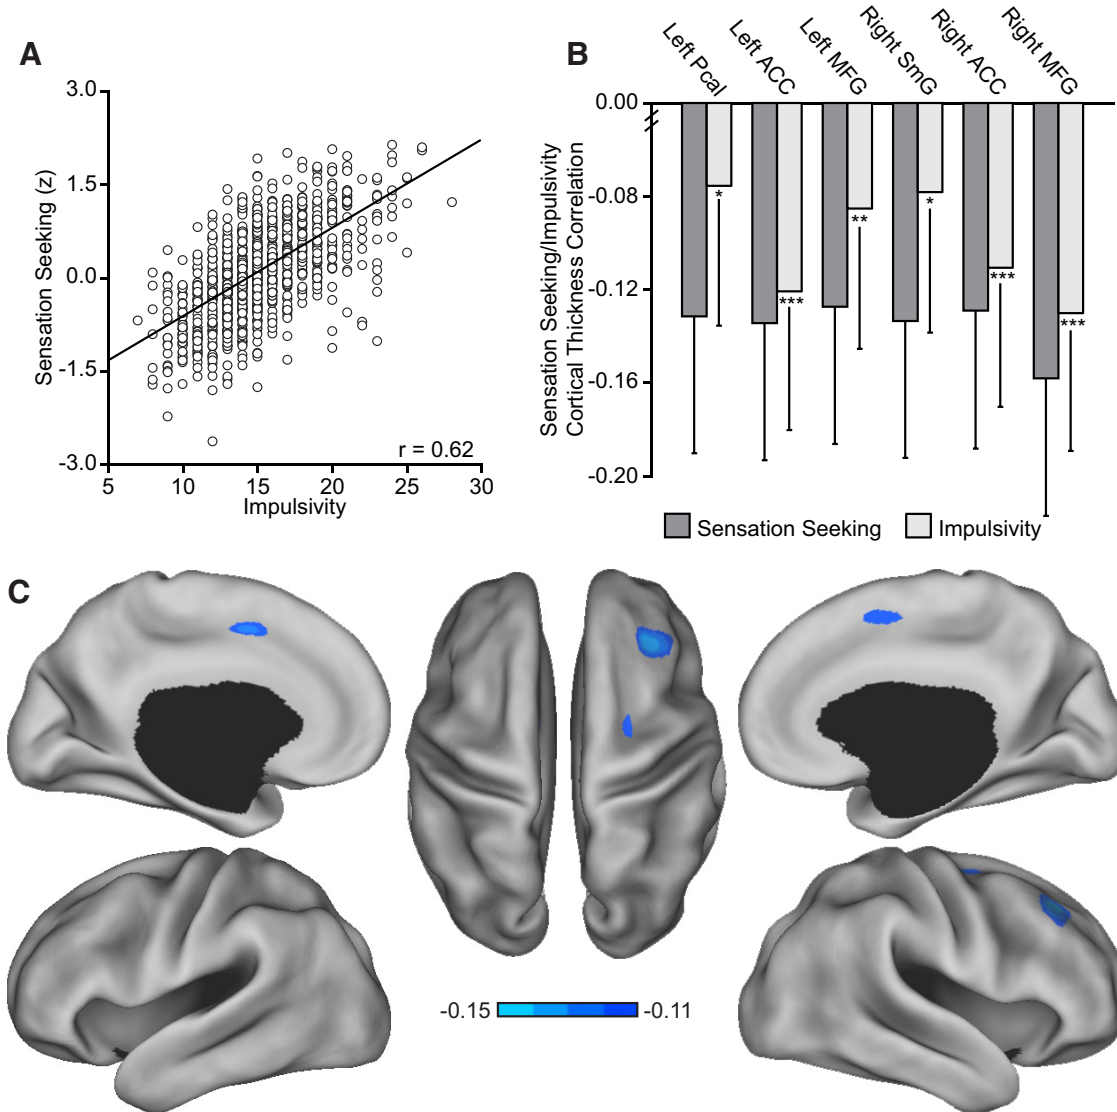 A
3.0
1.5
0.0
-1.5
-3.0
Sensation Seeking (z)
r = 0.62
5 10 15 20 25 30
Impulsivity
B
Left Pcal
Left ACC
Left MFG
Right SmG
Right ACC
Right MFG
0.00
-0.08
-0.12
-0.16
-0.20
Sensation Seeking/Impulsivity
Cortical Thickness Correlation
* *** ** * *** ***
Sensation Seeking Impulsivity
C
-0.15 -0.11